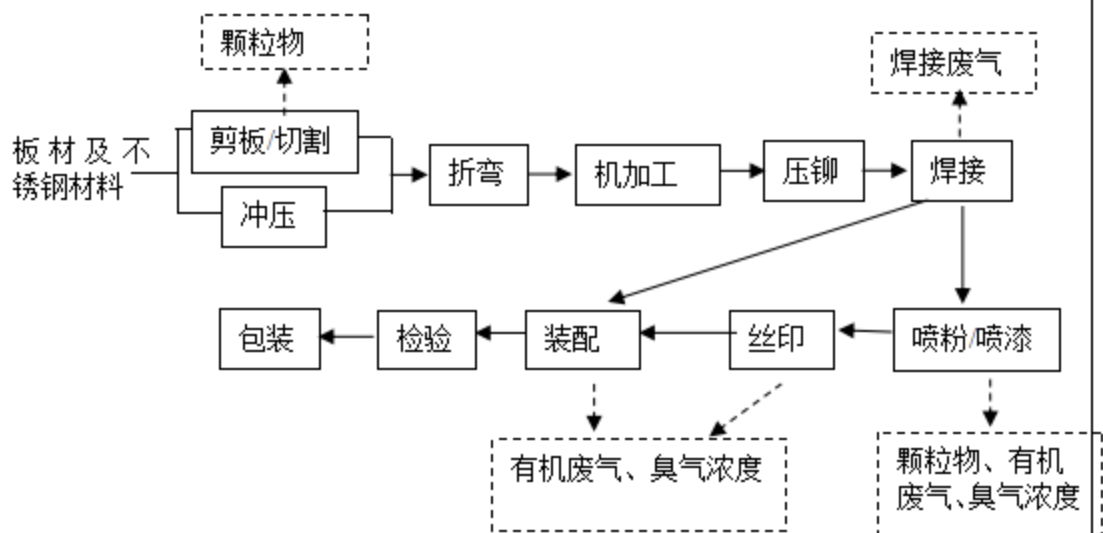 颗粒物
焊接废气
板材及不
锈钢材料
剪板/切割
冲压
折弯
机加工
压铆
焊接
包装
检验
装配
丝印
喷粉/喷漆
有机废气、臭气浓度
颗粒物、有机
废气、臭气浓度